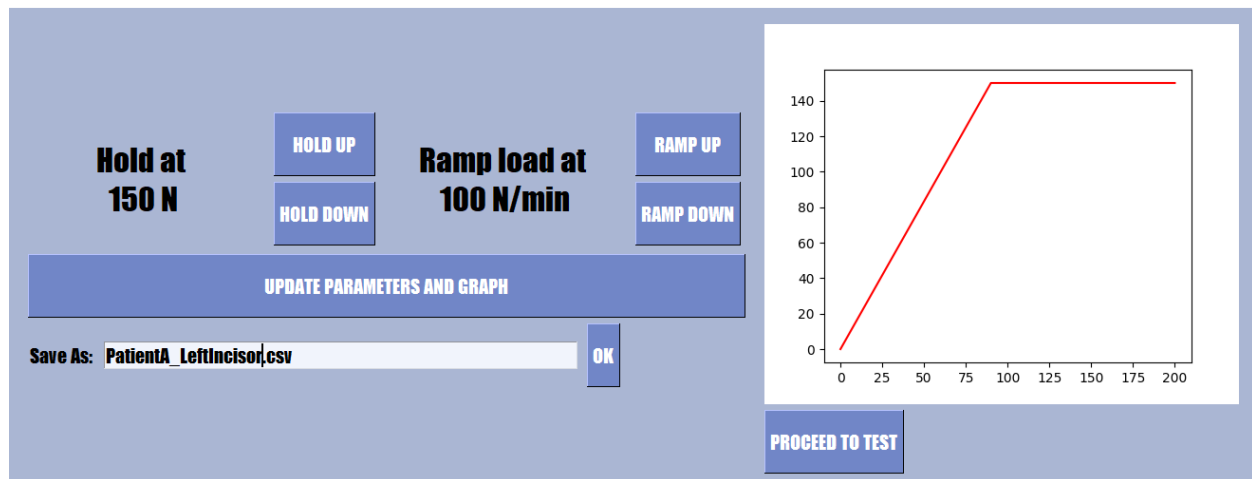 Hold at
150 N
HOLD UP
HOLD DOWN
Ramp load at
100 N/min
RAMP UP
RAMP DOWN
UPDATE PARAMETERS AND GRAPH
Save As: PatientA_LeftIncisor.csv OK
140
120
100
80
60
40
20
0
0 25 50 75 100 125 150 175 200
PROCEED TO TEST